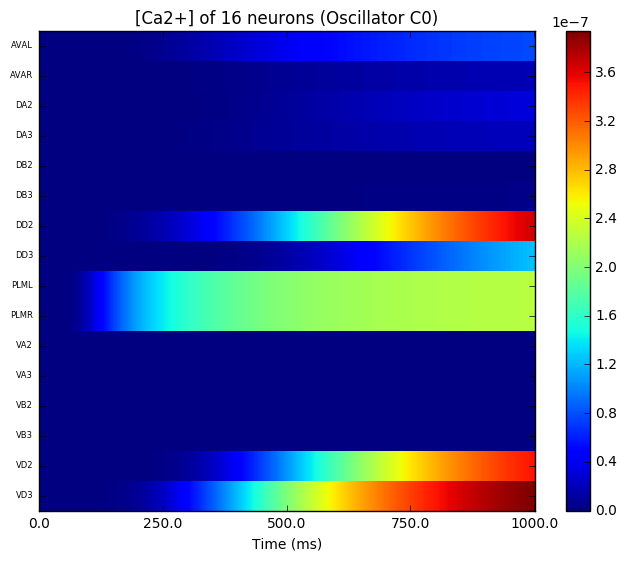 [Ca2+] of 16 neurons (Oscillator C0)
1e−7
AVAL
AVAR
DA2
DA3
DB2
DB3
DD2
DD3
PLML
PLMR
VA2
VA3
VB2
VB3
VD2
VD3
3.6
3.2
2.8
2.4
2.0
1.6
1.2
0.8
0.4
0.0
0.0 250.0 500.0 750.0 1000.0
Time (ms)